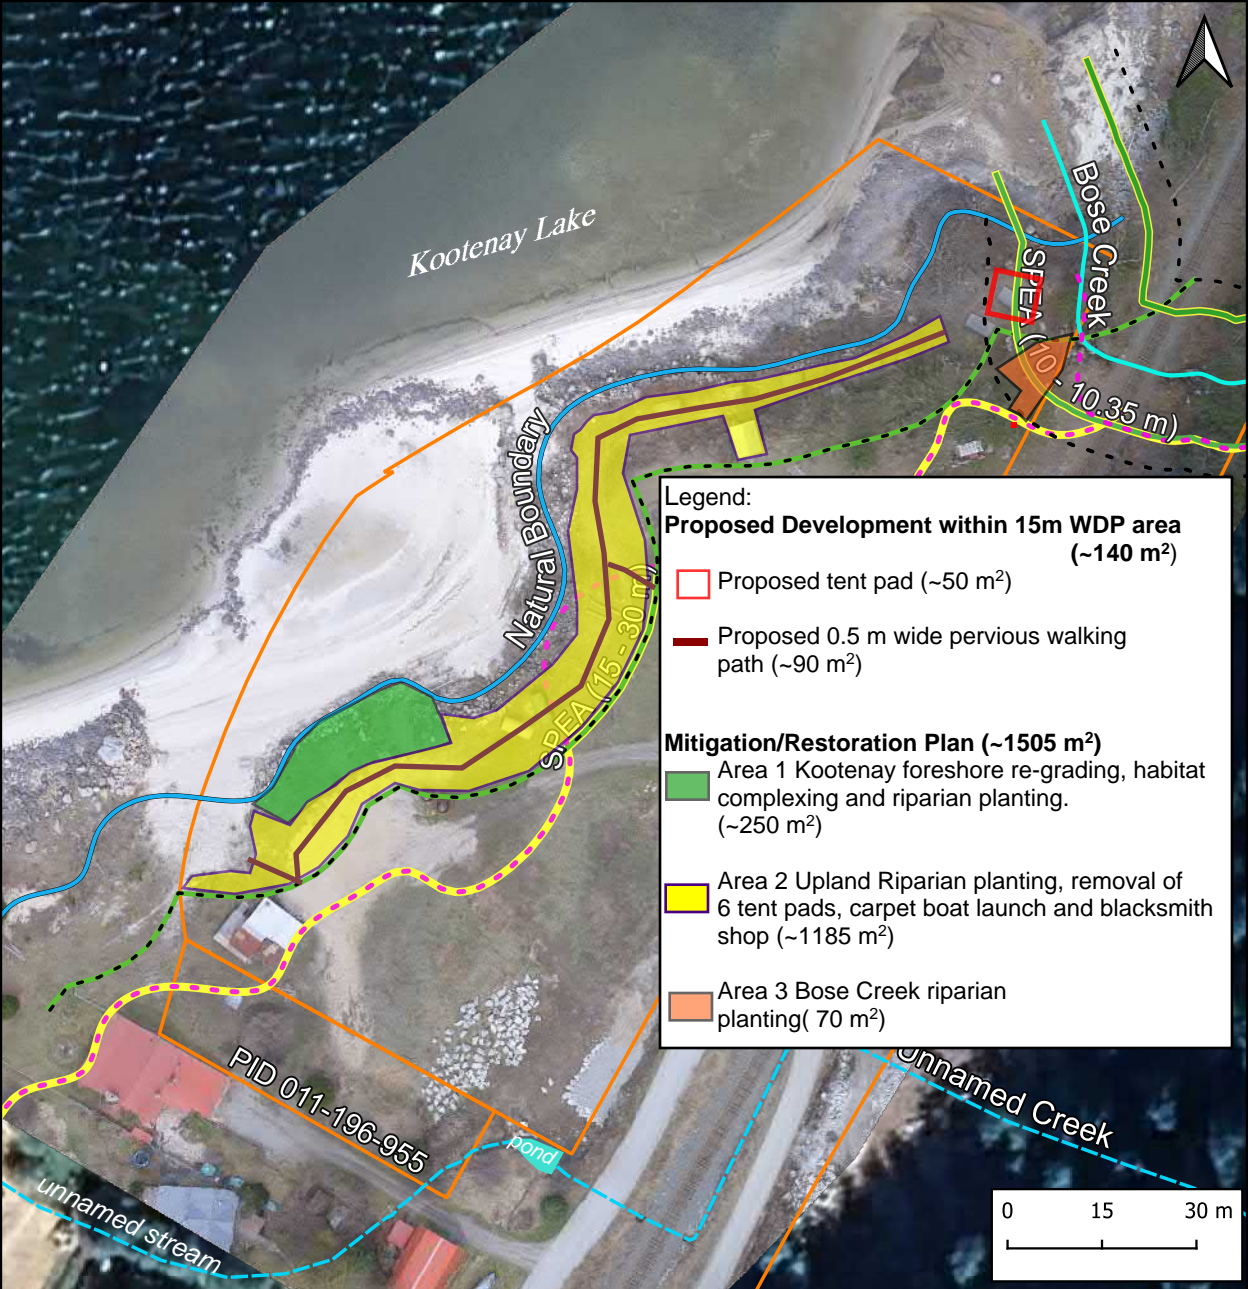 Kootenay Lake
Bose Creek
SPEA (10 - 10.35 m)
Natural Boundary
SPEA (15 - 30 m)
Legend:
Proposed Development within 15m WDP area
(~140 m²)
Proposed tent pad (~50 m²)
Proposed 0.5 m wide pervious walking
path (~90 m²)
Mitigation/Restoration Plan (~1505 m²)
Area 1 Kootenay foreshore re-grading, habitat
complexing and riparian planting.
(~250 m²)
Area 2 Upland Riparian planting, removal of
6 tent pads, carpet boat launch and blacksmith
shop (~1185 m²)
Area 3 Bose Creek riparian
planting( 70 m²)
PID 011-196-955
Unnamed Creek
pond
unnamed stream
0 15 30 m